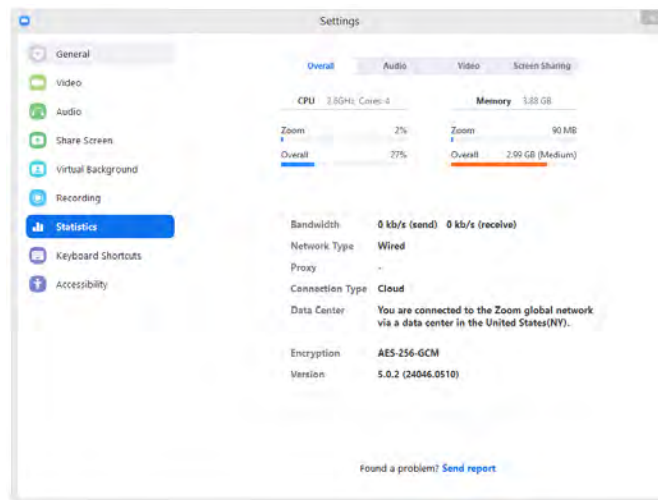 Settings
General
Video
Audio
Share Screen
Virtual Background
Recording
Statistics
Keyboard Shortcuts
Accessibility
Overall Audio Video Screen Sharing
CPU Cores: 4 Memory
Zoom 2% Zoom 90 MB
Overall 27% Overall 2.99 GB (Medium)
Bandwidth 0 kb/s (send) 0 kb/s (receive)
Network Type Wired
Proxy -
Connection Type Cloud
Data Center You are connected to the Zoom global network
via a data center in the United States(NY).
Encryption AES-256-GCM
Version 5.0.2 (24046.0510)
Found a problem? Send report